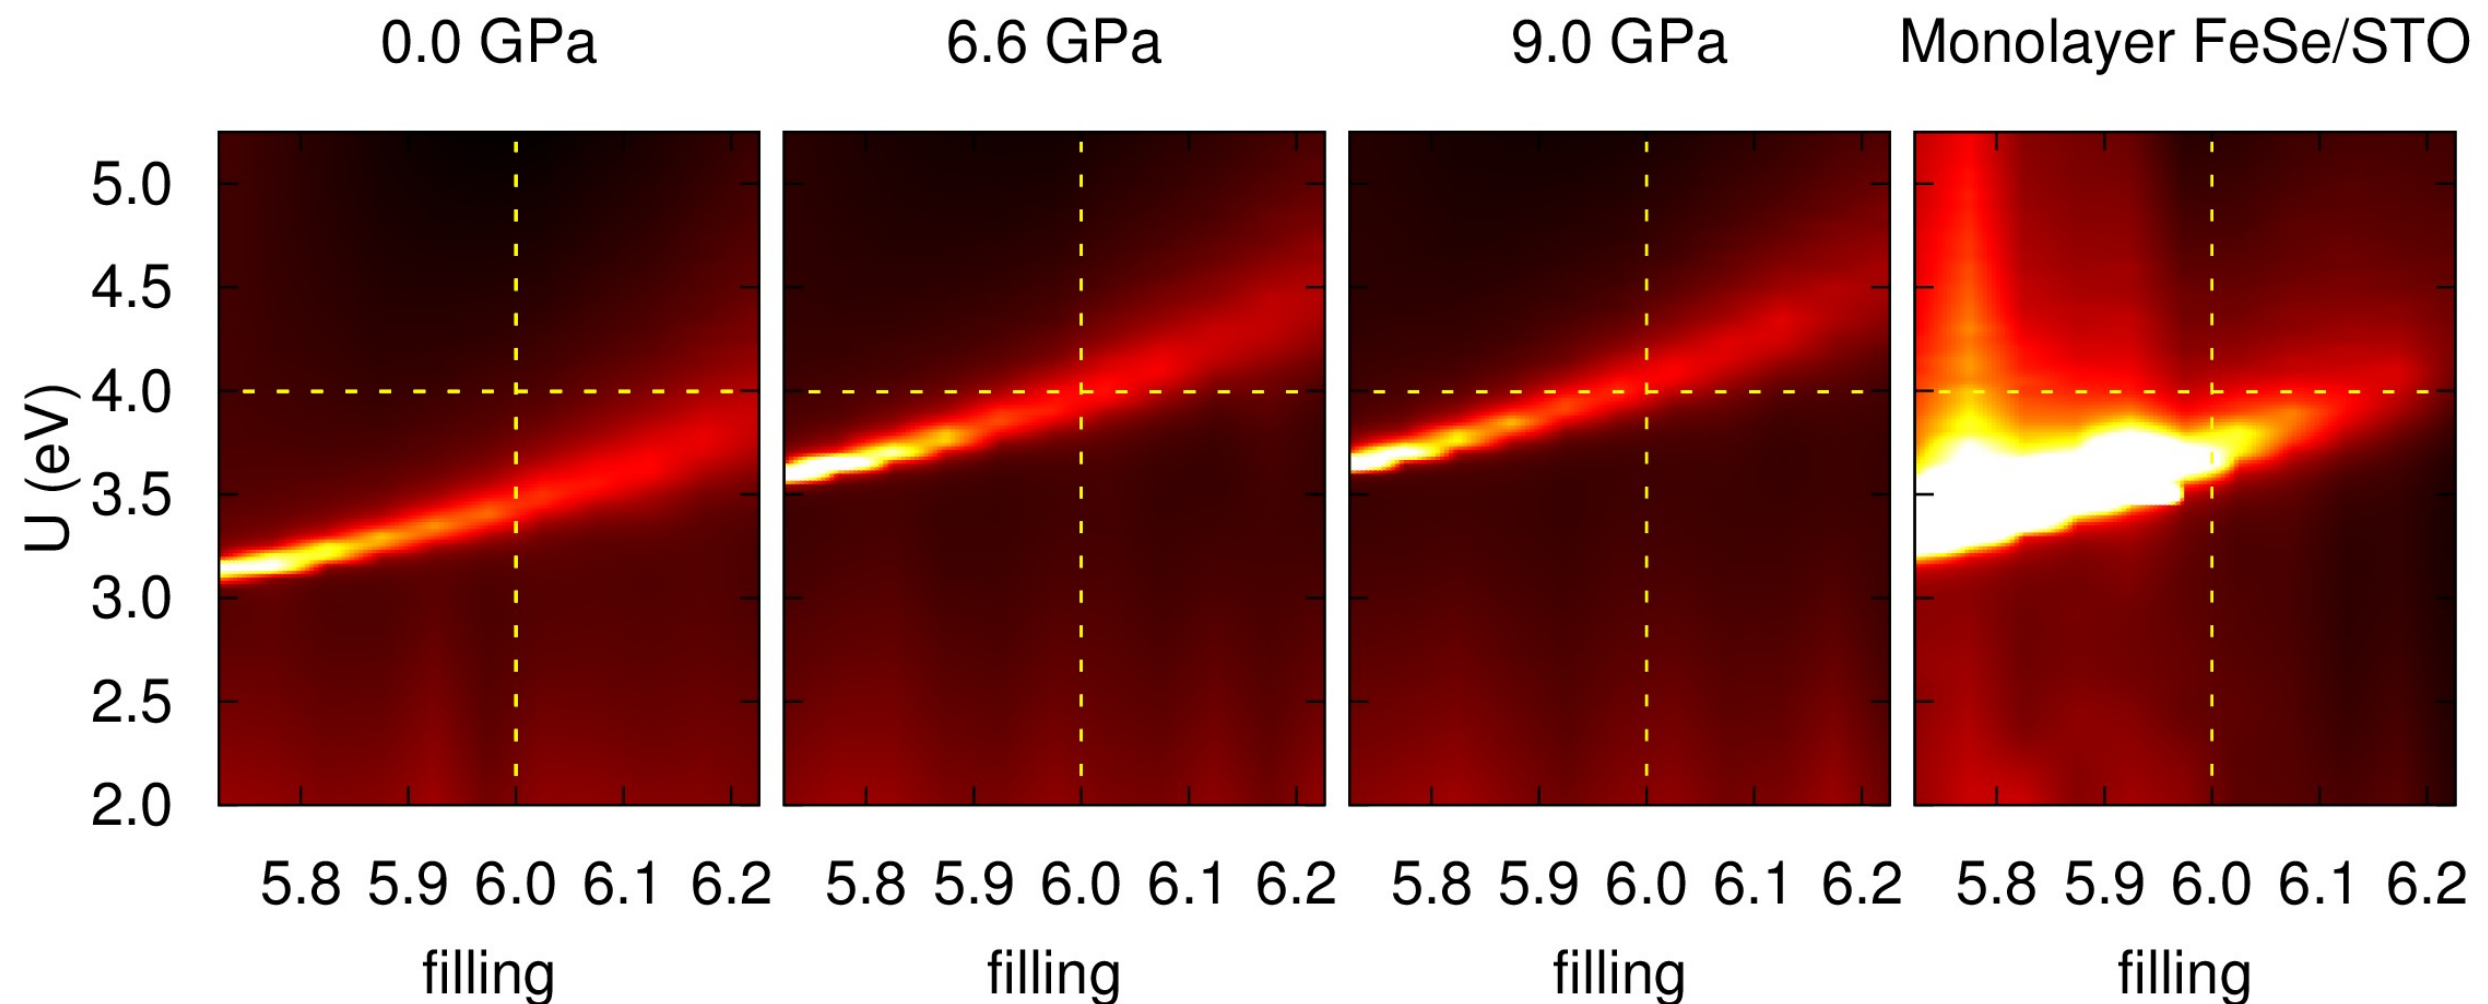 0.0 GPa 6.6 GPa 9.0 GPa Monolayer FeSe/STO
U (eV)
5.0
4.5
4.0
3.5
3.0
2.5
2.0
5.8 5.9 6.0 6.1 6.2 5.8 5.9 6.0 6.1 6.2 5.8 5.9 6.0 6.1 6.2 5.8 5.9 6.0 6.1 6.2
filling filling filling filling